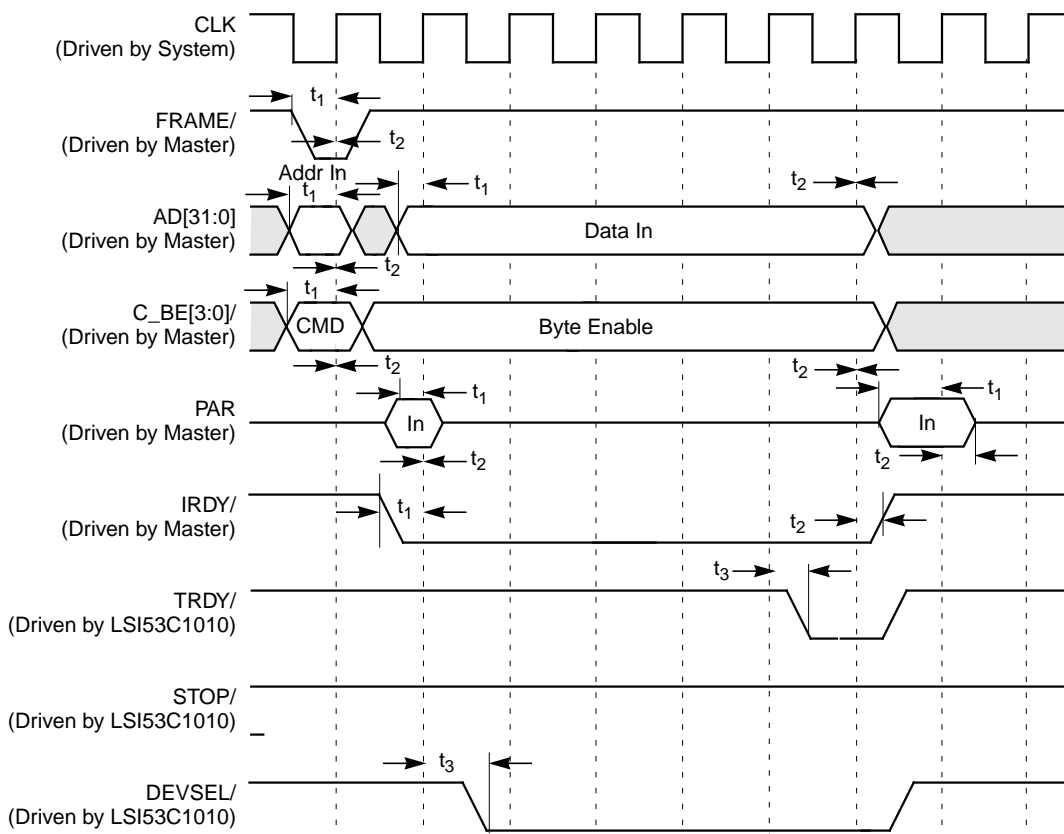 CLK
(Driven by System)
t1
FRAME/
(Driven by Master)
t2
Addr In
t1
t1
t2
AD[31:0]
(Driven by Master)
Data In
t2
t1
C_BE[3:0]/
(Driven by Master)
CMD
Byte Enable
t2
t2
t1
t1
PAR
(Driven by Master)
In
In
t2
t2
IRDY/
(Driven by Master)
t1
t2
t3
TRDY/
(Driven by LSI53C1010)
STOP/
(Driven by LSI53C1010)
t3
DEVSEL/
(Driven by LSI53C1010)